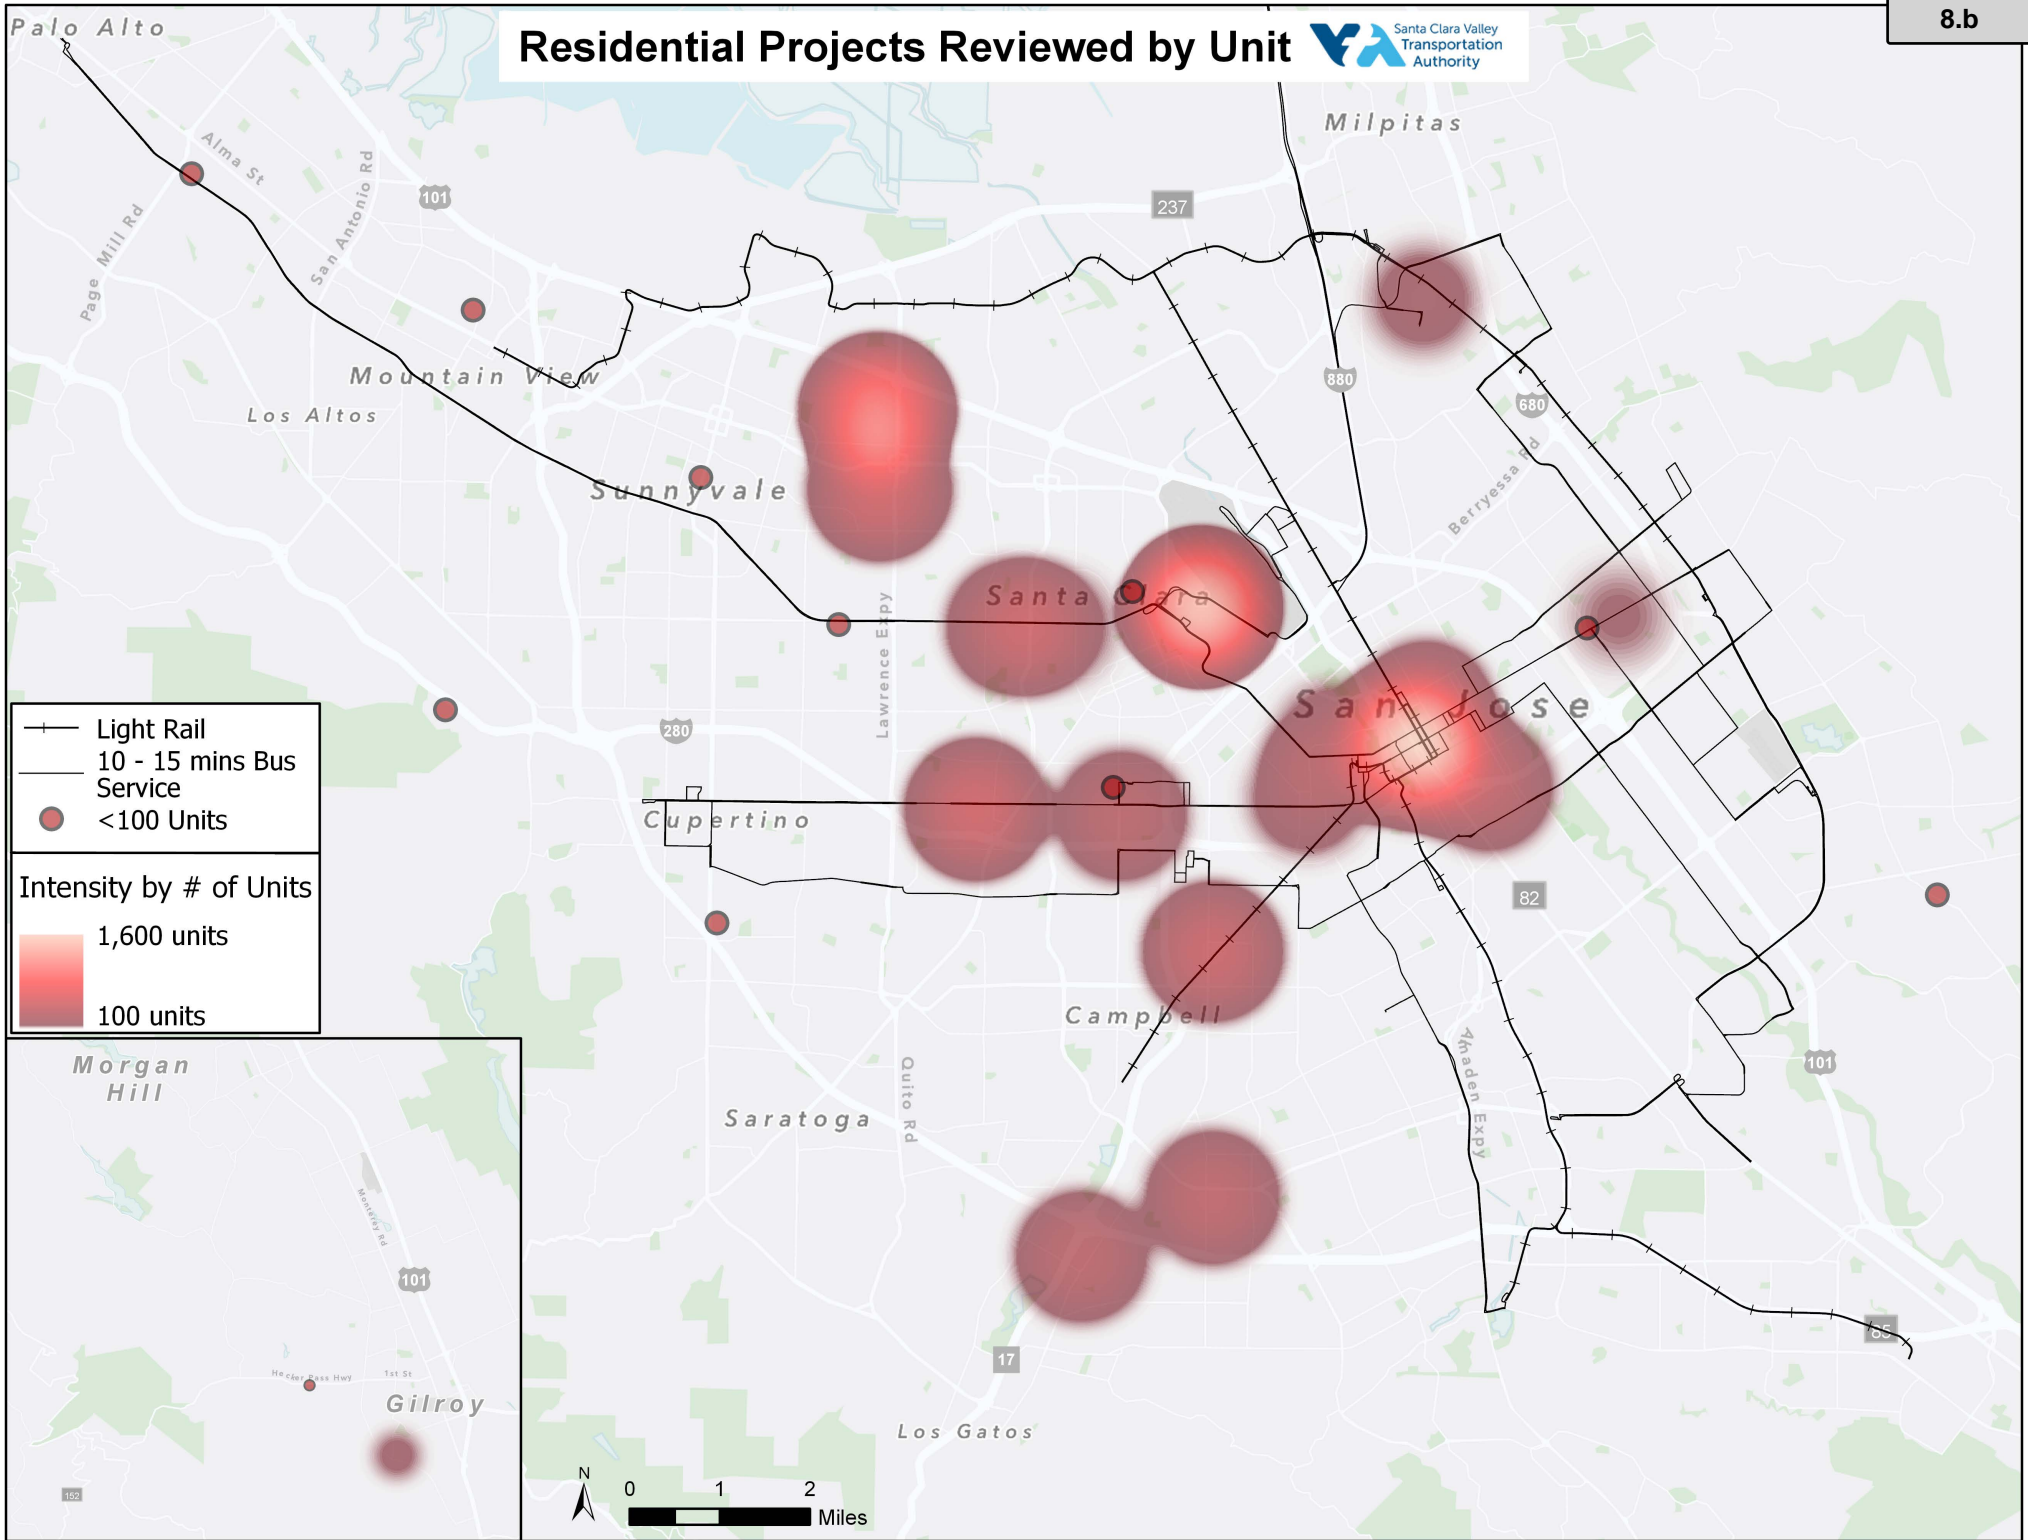 8.b
Residential Projects Reviewed by Unit
Santa Clara Valley
Transportation
Authority
Palo Alto
Milpitas
Alma St
San Antonio Rd
101
237
Page Mill Rd
Mountain View
Los Altos
880
680
Berryessa Rd
Sunnyvale
Santa Clara
Lawrence Expy
San Jose
280
Cupertino
82
Campbell
Almaden Expy
101
Quito Rd
Saratoga
85
17
Los Gatos
Light Rail
10 - 15 mins Bus
Service
<100 Units
Intensity by # of Units
1,600 units
100 units
Morgan
Hill
Monterey Rd
101
Hecker Pass Hwy
1st St
Gilroy
152
N
0 1 2
Miles